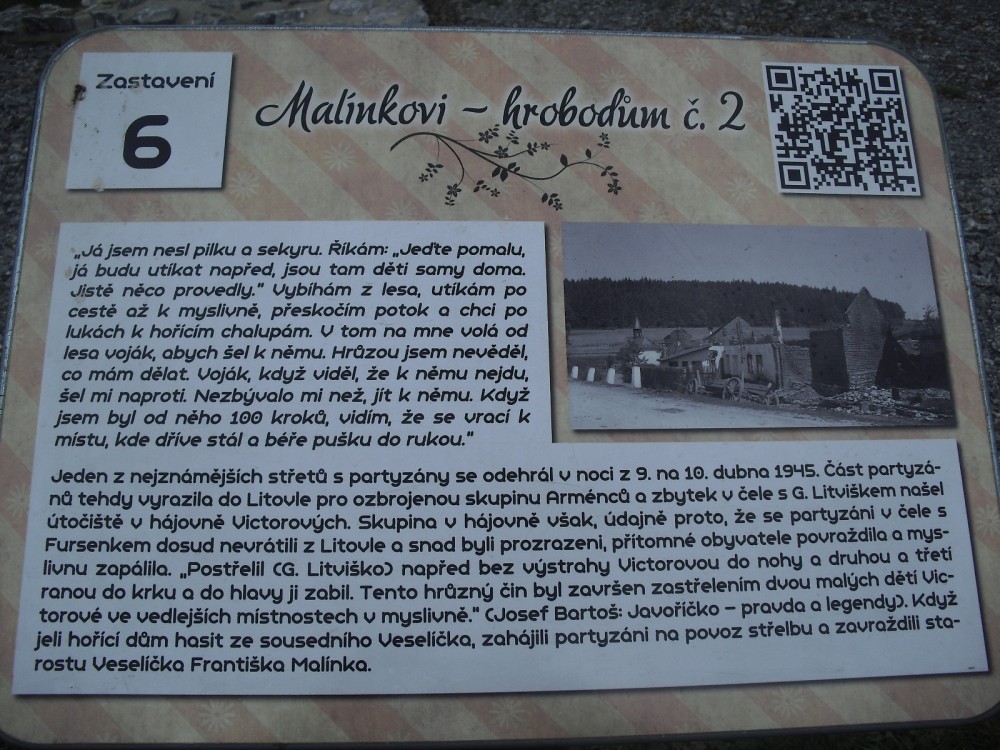 Zastavení
6
Malínkovi – hrobodům č. 2
„Já jsem nesl pilku a sekyru. Říkám: „Jeďte pomalu,
já budu utíkat napřed, jsou tam děti samy doma.
Jistě něco provedly." Vybíhám z lesa, utíkám po
cestě až k myslivně, přeskočím potok a chci po
lukách k hořícím chalupám. V tom na mne volá od
lesa voják, abych šel k němu. Hrůzou jsem nevěděl,
co mám dělat. Voják, když viděl, že k němu nejdu,
šel mi naproti. Nezbývalo mi než, jít k němu. Když
jsem byl od něho 100 kroků, vidím, že se vrací k
místu, kde dříve stál a béře pušku do rukou."
Jeden z nejznámějších střetů s partyzány se odehrál v noci z 9. na 10. dubna 1945. Část partyzá-
nů tehdy vyrazila do Litovle pro ozbrojenou skupinu Arménců a zbytek v čele s G. Litviškem našel
útočiště v hájovně Victorových. Skupina v hájovně však, údajně proto, že se partyzáni v čele s
Fursenkem dosud nevrátili z Litovle a snad byli prozrazeni, přítomné obyvatele povraždila a mys-
livnu zapálila. „Postřelil (G. Litviško) napřed bez výstrahy Victorovou do nohy a druhou a třetí
ranou do krku a do hlavy ji zabil. Tento hrůzný čin byl završen zastřelením dvou malých dětí Vic-
torové ve vedlejších místnostech v myslivně." (Josef Bartoš: Javoříčko – pravda a legendy). Když
jeli hořící dům hasit ze sousedního Veselíčka, zahájili partyzáni na povoz střelbu a zavraždili sta-
rostu Veselíčka Františka Malínka.